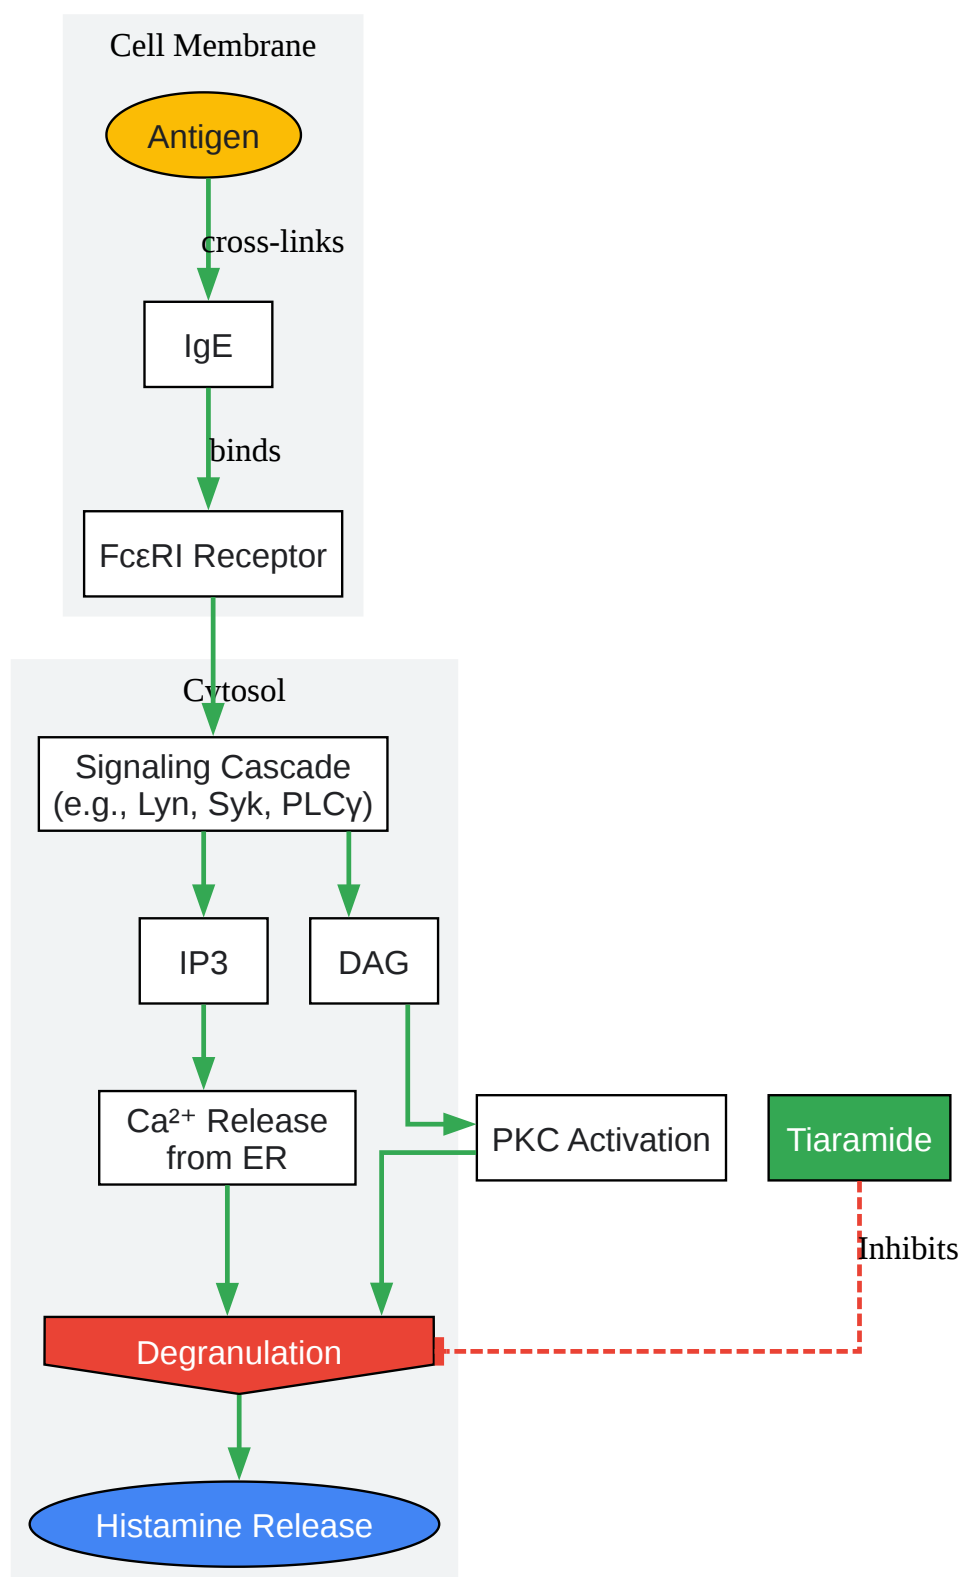 Cell Membrane
Antigen
cross-links
IgE
binds
FcεRI Receptor
Cytosol
Signaling Cascade
(e.g., Lyn, Syk, PLCγ)
IP3
DAG
Ca²⁺ Release
from ER
PKC Activation
Tiaramide
Inhibits
Degranulation
Histamine Release